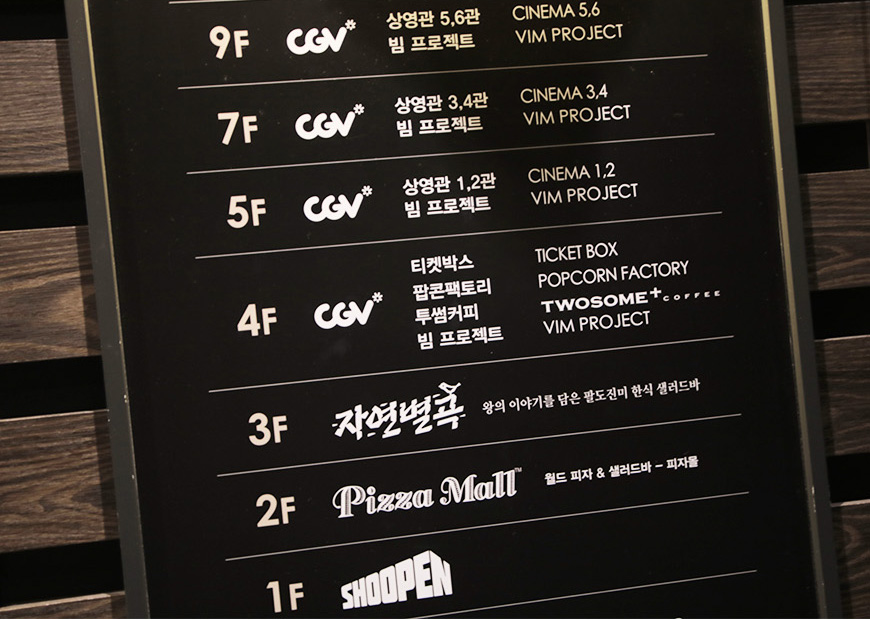 9F CGV 상영관 5,6관 CINEMA 5,6
빔 프로젝트 VIM PROJECT
7F CGV 상영관 3,4관 CINEMA 3,4
빔 프로젝트 VIM PROJECT
5F CGV 상영관 1,2관 CINEMA 1,2
빔 프로젝트 VIM PROJECT
4F CGV 티켓박스 TICKET BOX
팝콘팩토리 POPCORN FACTORY
투썸커피 TWOSOME+ COFFEE
빔 프로젝트 VIM PROJECT
3F 자연별곡 왕의 이야기를 담은 팔도진미 한식 샐러드바
2F Pizza Mall™ 월드 피자 & 샐러드바 – 피자몰
1F SHOOPEN